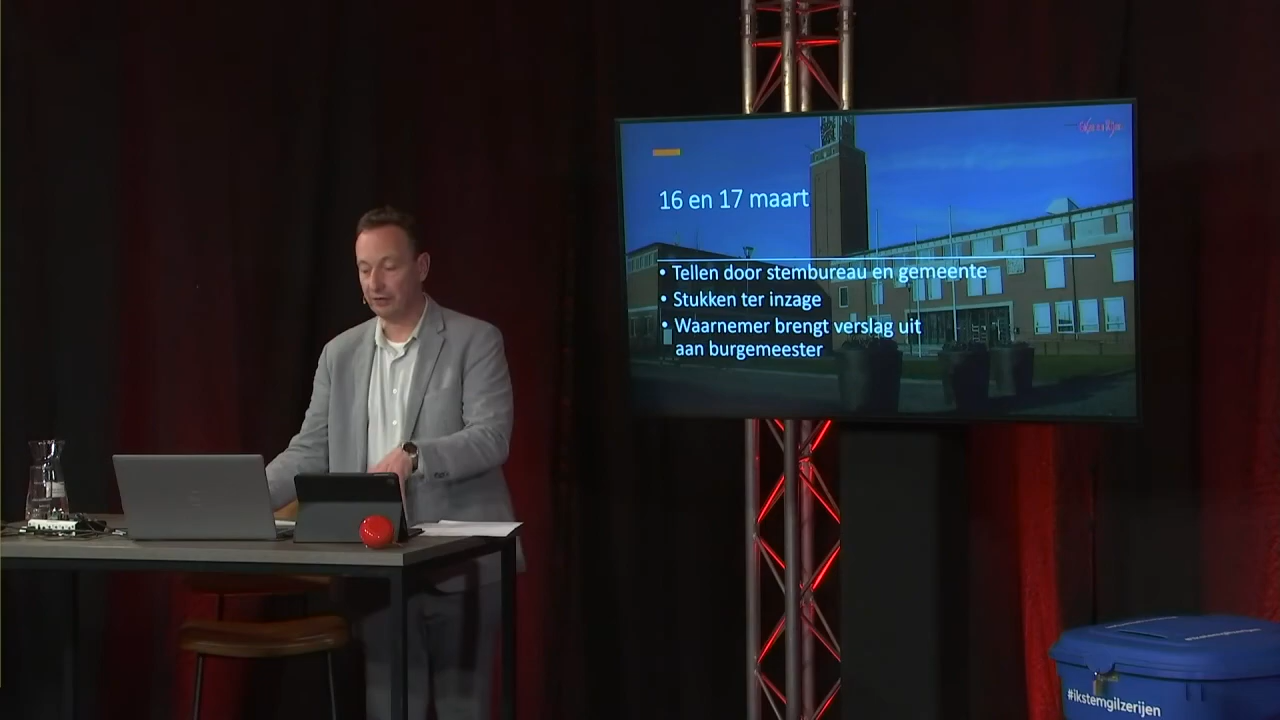 16 en 17 maart
• Tellen door stembureau en gemeente
• Stukken ter inzage
• Waarnemer brengt verslag uit
aan burgemeester
#ikstemgilzerijen